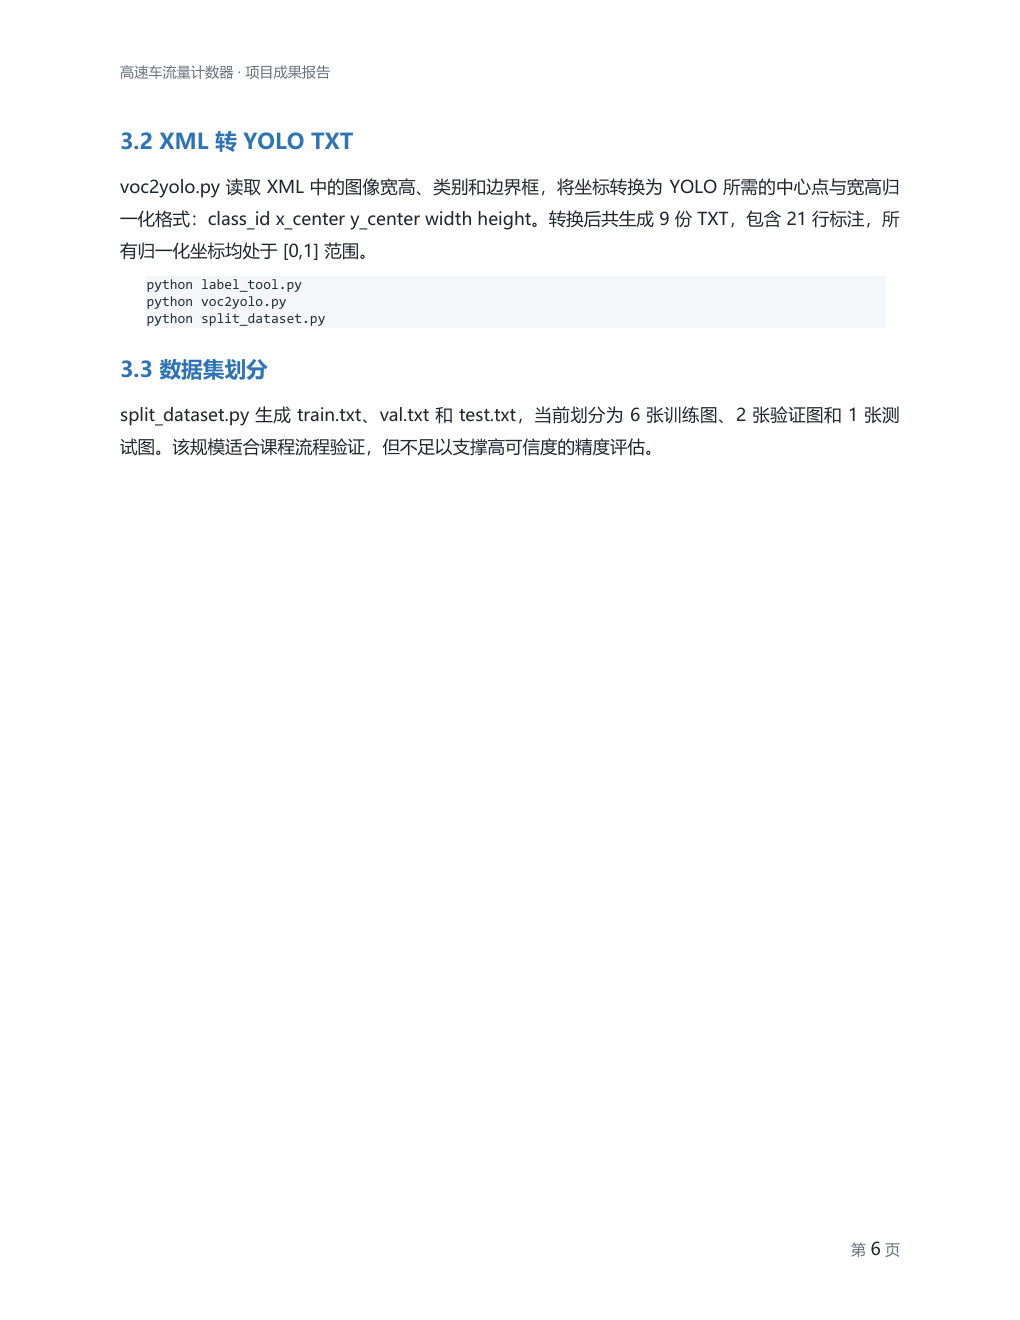 高速车流量计数器 · 项目成果报告
3.2 XML 转 YOLO TXT
voc2yolo.py 读取 XML 中的图像宽高、类别和边界框，将坐标转换为 YOLO 所需的中心点与宽高归
一化格式：class_id x_center y_center width height。转换后共生成 9 份 TXT，包含 21 行标注，所
有归一化坐标均处于 [0,1] 范围。
python label_tool.py
python voc2yolo.py
python split_dataset.py
3.3 数据集划分
split_dataset.py 生成 train.txt、val.txt 和 test.txt，当前划分为 6 张训练图、2 张验证图和 1 张测
试图。该规模适合课程流程验证，但不足以支撑高可信度的精度评估。
第 6 页